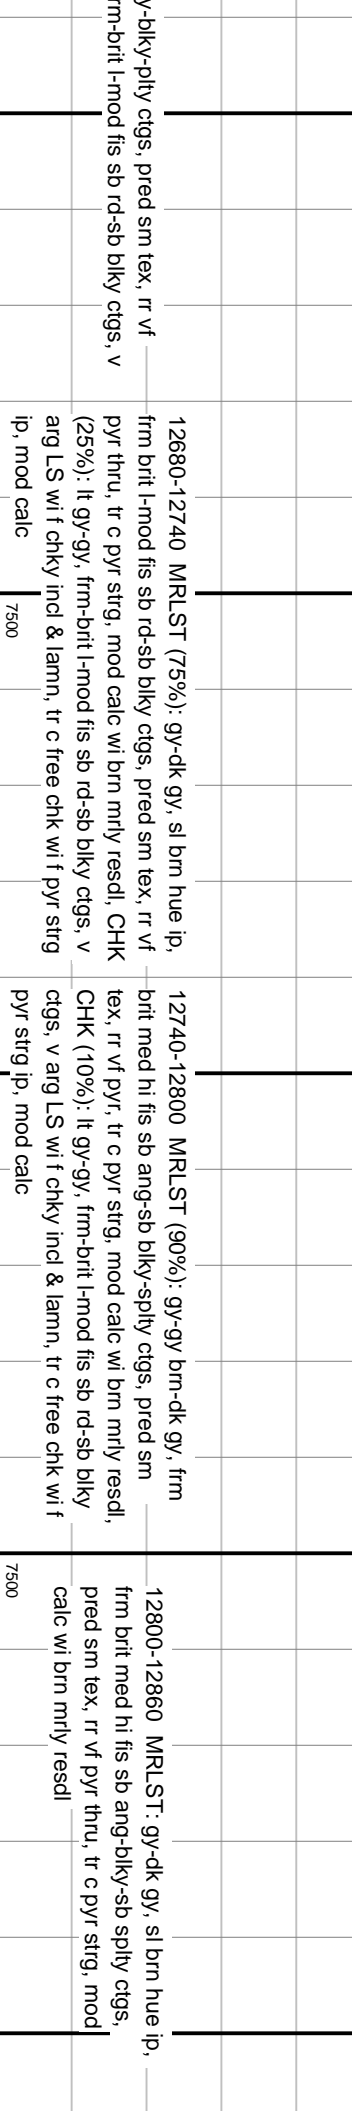 y-blky-plty ctgs, pred sm tex, rr vf
rm-brit l-mod fis sb rd-sb blky ctgs, v
12680-12740 MRLST (75%): gy-dk gy, sl brn hue ip,
frm brit l-mod fis sb rd-sb blky ctgs, pred sm tex, rr vf
pyr thru, tr c pyr strg, mod calc wi brn mrly resdl, CHK
(25%): lt gy-gy, frm-brit l-mod fis sb rd-sb blky ctgs, v
arg LS wi f chky incl & lamn, tr c free chk wi f pyr strg
ip, mod calc
7500
12740-12800 MRLST (90%): gy-gy brn-dk gy, frm
brit med hi fis sb ang-sb blky-splty ctgs, pred sm
tex, rr vf pyr, tr c pyr strg, mod calc wi brn mrly resdl,
CHK (10%): lt gy-gy, frm-brit l-mod fis sb rd-sb blky
ctgs, v arg LS wi f chky incl & lamn, tr c free chk wi f
pyr strg ip, mod calc
7500
12800-12860 MRLST: gy-dk gy, sl brn hue ip,
frm brit med hi fis sb ang-blky-sb splty ctgs,
pred sm tex, rr vf pyr thru, tr c pyr strg, mod
calc wi brn mrly resdl